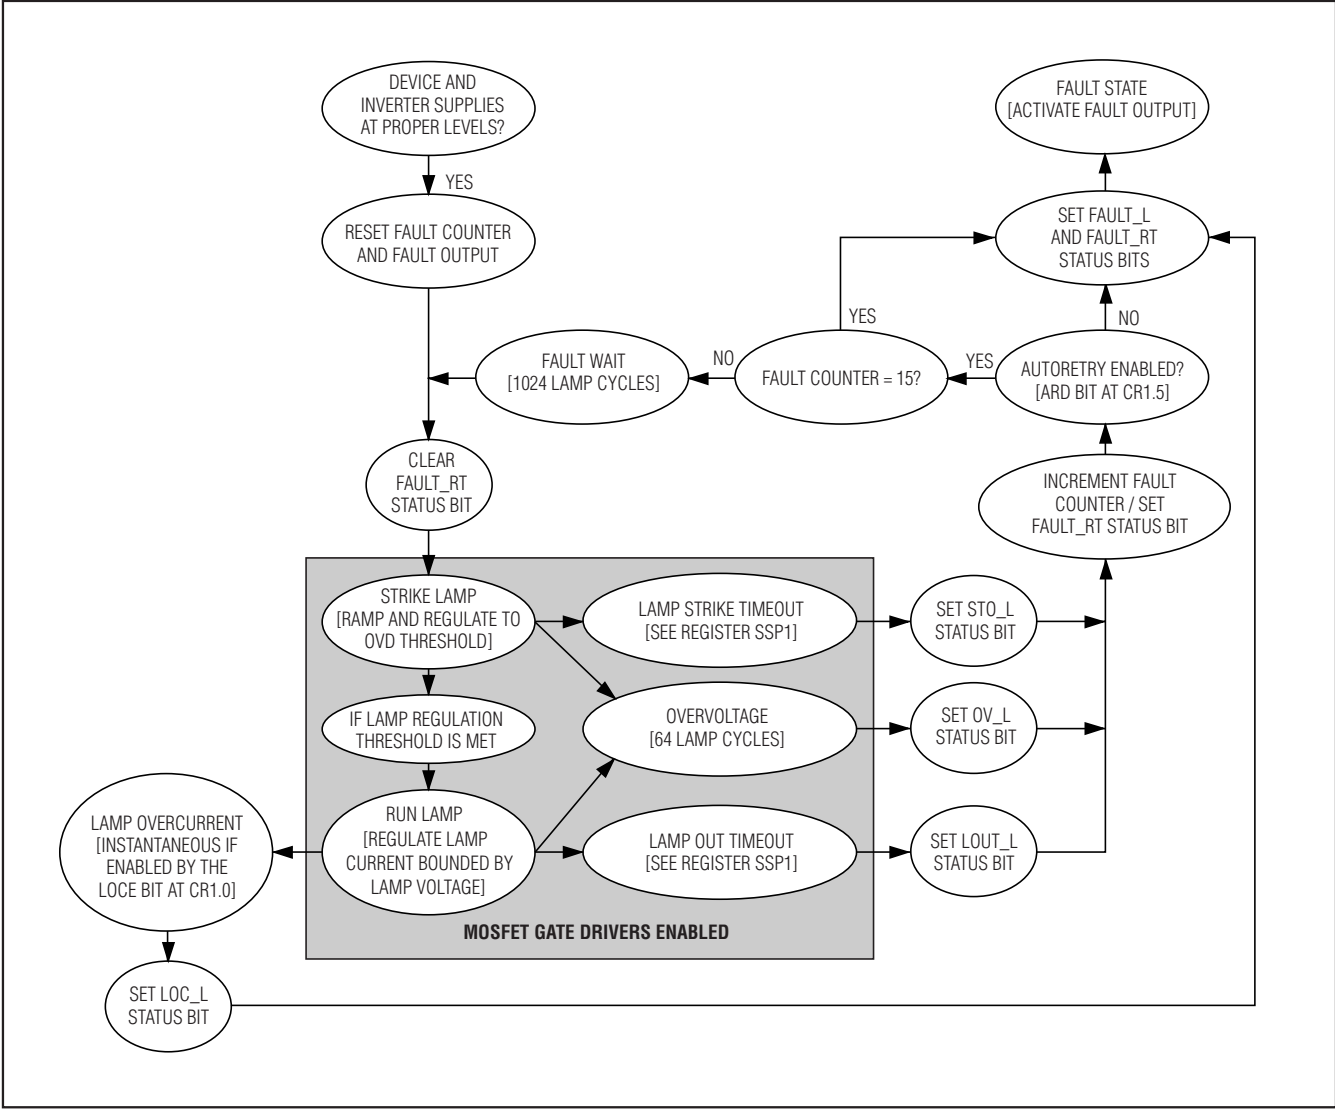 DEVICE AND
INVERTER SUPPLIES
AT PROPER LEVELS?
YES
RESET FAULT COUNTER
AND FAULT OUTPUT
FAULT STATE
[ACTIVATE FAULT OUTPUT]
SET FAULT_L
AND FAULT_RT
STATUS BITS
NO
YES
FAULT WAIT
[1024 LAMP CYCLES]
NO
FAULT COUNTER = 15?
YES
AUTORETRY ENABLED?
[ARD BIT AT CR1.5]
CLEAR
FAULT_RT
STATUS BIT
INCREMENT FAULT
COUNTER / SET
FAULT_RT STATUS BIT
STRIKE LAMP
[RAMP AND REGULATE TO
OVD THRESHOLD]
LAMP STRIKE TIMEOUT
[SEE REGISTER SSP1]
SET STO_L
STATUS BIT
IF LAMP REGULATION
THRESHOLD IS MET
OVERVOLTAGE
[64 LAMP CYCLES]
SET OV_L
STATUS BIT
LAMP OVERCURRENT
[INSTANTANEOUS IF
ENABLED BY THE
LOCE BIT AT CR1.0]
RUN LAMP
[REGULATE LAMP
CURRENT BOUNDED BY
LAMP VOLTAGE]
LAMP OUT TIMEOUT
[SEE REGISTER SSP1]
SET LOUT_L
STATUS BIT
MOSFET GATE DRIVERS ENABLED
SET LOC_L
STATUS BIT